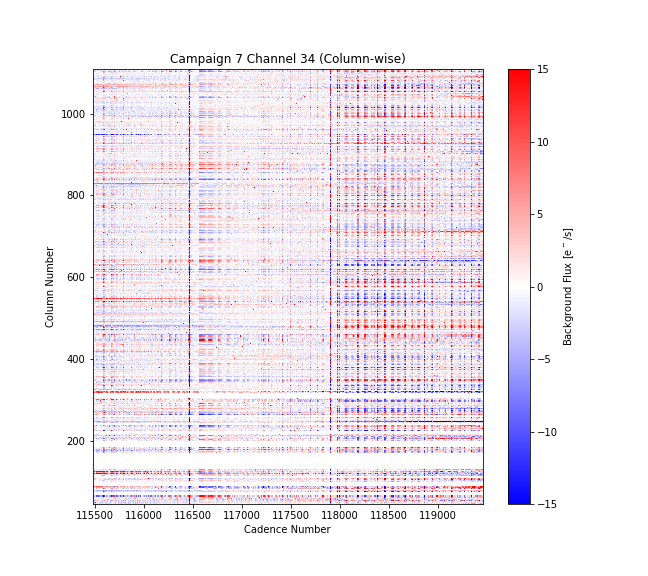 Campaign 7 Channel 34 (Column-wise)
1000
800
600
400
200
Column Number
115500 116000 116500 117000 117500 118000 118500 119000
Cadence Number
15
10
5
0
−5
−10
−15
Background Flux [e⁻/s]